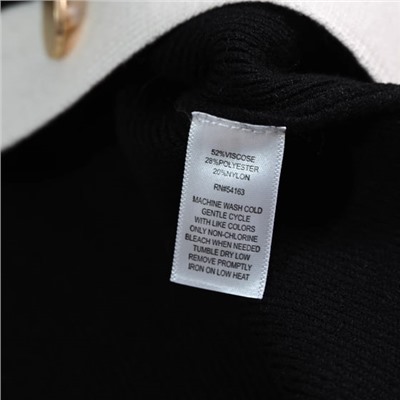 52%VISCOSE
28%POLYESTER
20%NYLON
RN#54163
MACHINE WASH COLD
GENTLE CYCLE
WITH LIKE COLORS
ONLY NON-CHLORINE
BLEACH WHEN NEEDED
TUMBLE DRY LOW
REMOVE PROMPTLY
IRON ON LOW HEAT